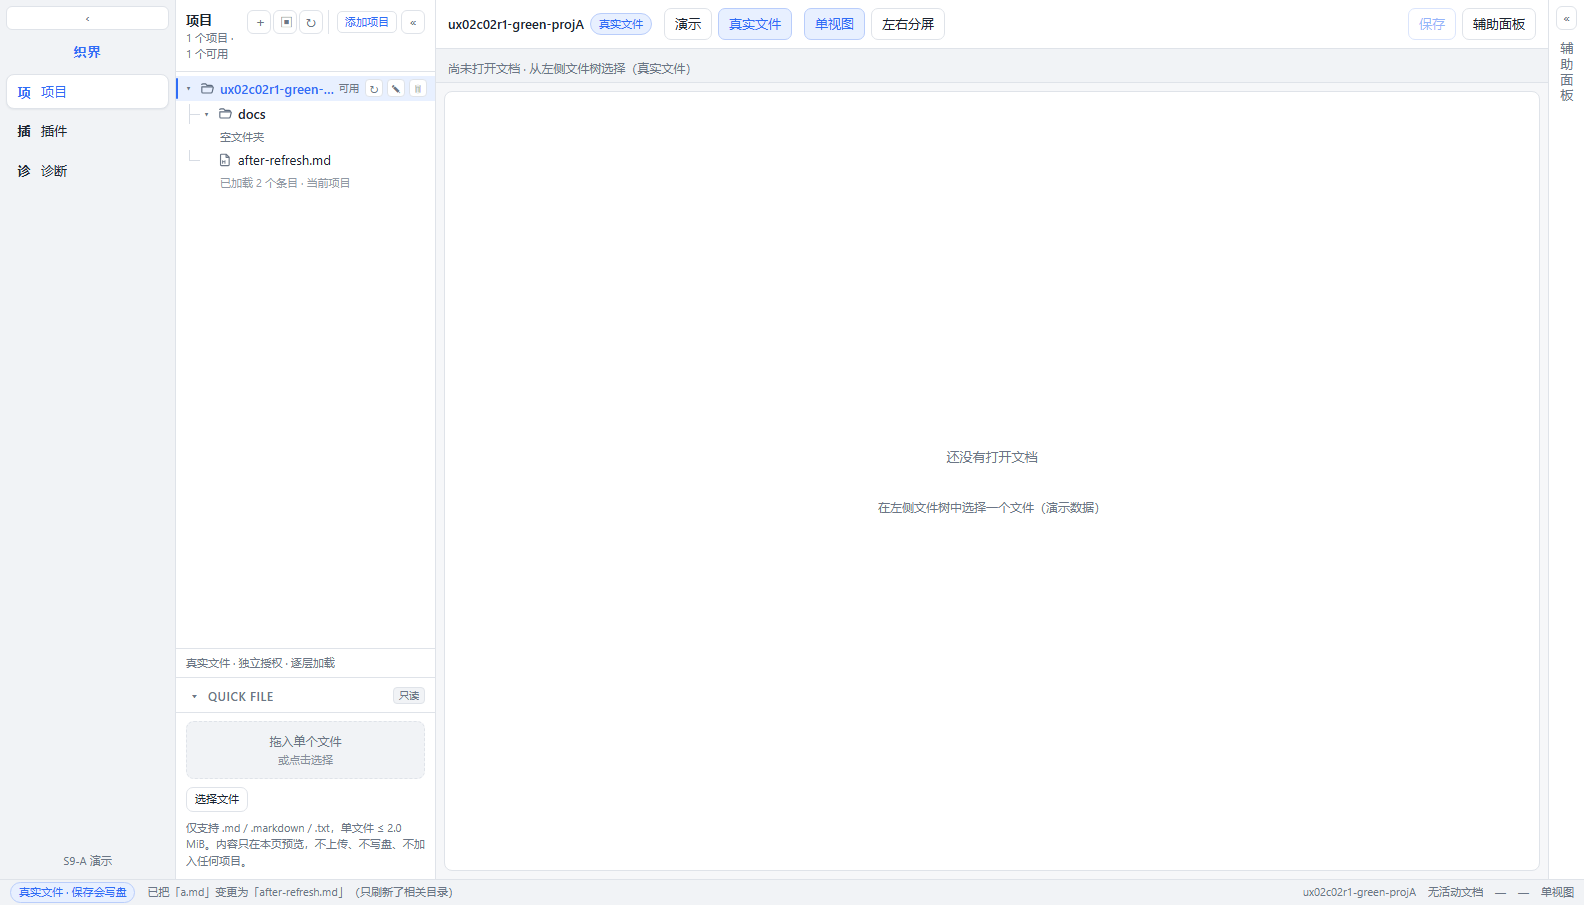 ‹
织界
项 项目
插 插件
诊 诊断
S9-A 演示
项目
1 个项目 ·
1 个可用
+
↻
添加项目
«
ux02c02r1-green-... 可用 ↻
docs
空文件夹
after-refresh.md
已加载 2 个条目 · 当前项目
真实文件 · 独立授权 · 逐层加载
QUICK FILE 只读
拖入单个文件
或点击选择
选择文件
仅支持 .md / .markdown / .txt，单文件 ≤ 2.0
MiB。内容只在本页预览，不上传、不写盘、不加
入任何项目。
ux02c02r1-green-projA 真实文件 演示 真实文件 单视图 左右分屏 保存 辅助面板
尚未打开文档 · 从左侧文件树选择（真实文件）
还没有打开文档
在左侧文件树中选择一个文件（演示数据）
«
辅助面板
真实文件 · 保存会写盘 已把「a.md」变更为「after-refresh.md」（只刷新了相关目录） ux02c02r1-green-projA 无活动文档 — — 单视图